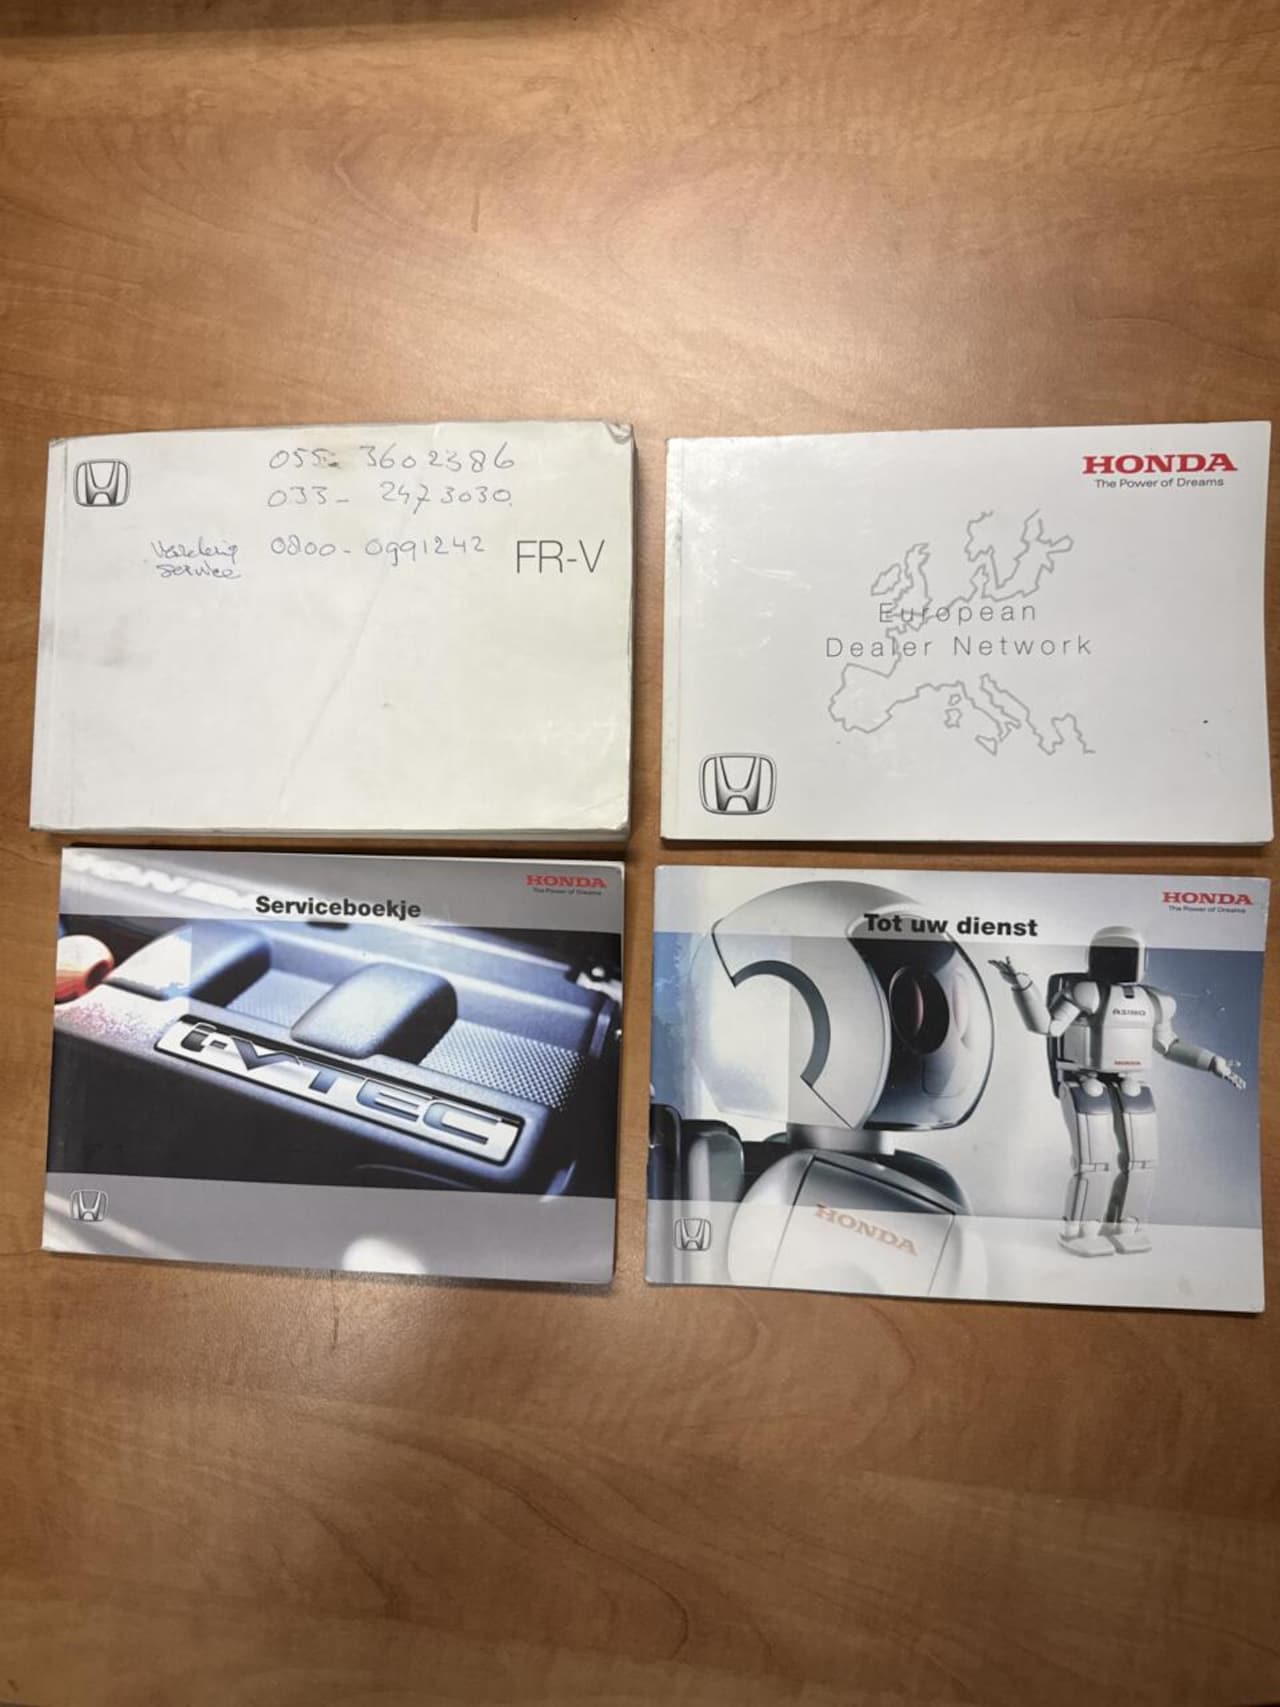 055- 3602386
033- 2473030
0800-0991242
service
FR-V
HONDA
The Power of Dreams
European
Dealer Network
HONDA
The Power of Dreams
Serviceboekje
i-VTEC
HONDA
The Power of Dreams
Tot uw dienst
ASIMO
HONDA
HONDA